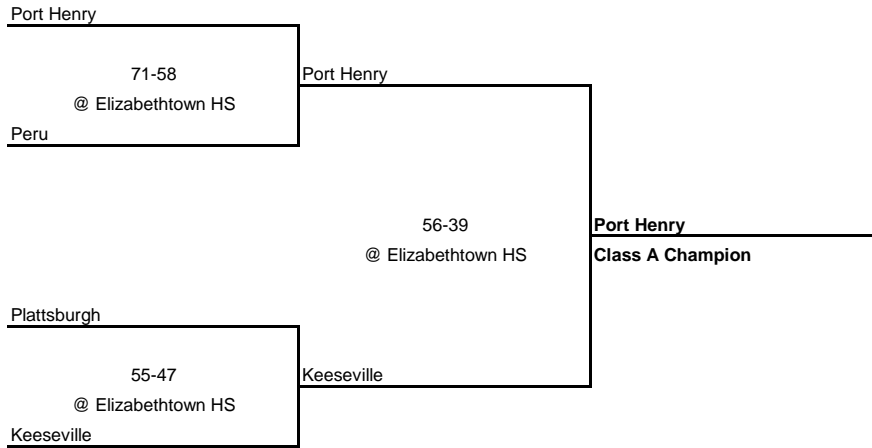 Port Henry
71-58
@ Elizabethtown HS
Peru
Port Henry
56-39
@ Elizabethtown HS
Port Henry
Class A Champion
Plattsburgh
55-47
@ Elizabethtown HS
Keeseville
Keeseville